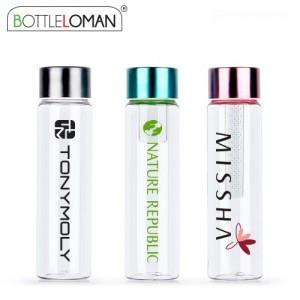 BOTTLELOMAN
TONYMOLY
NATURE REPUBLIC
MISSHA